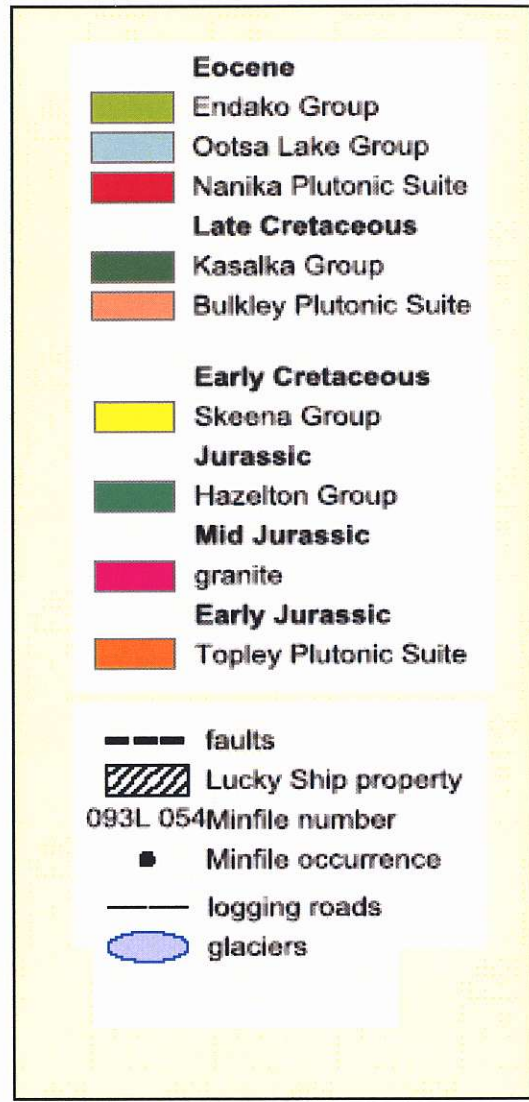 Eocene
Endako Group
Ootsa Lake Group
Nanika Plutonic Suite
Late Cretaceous
Kasalka Group
Bulkley Plutonic Suite
Early Cretaceous
Skeena Group
Jurassic
Hazelton Group
Mid Jurassic
granite
Early Jurassic
Topley Plutonic Suite
faults
Lucky Ship property
093L 054 Minfile number
Minfile occurrence
logging roads
glaciers